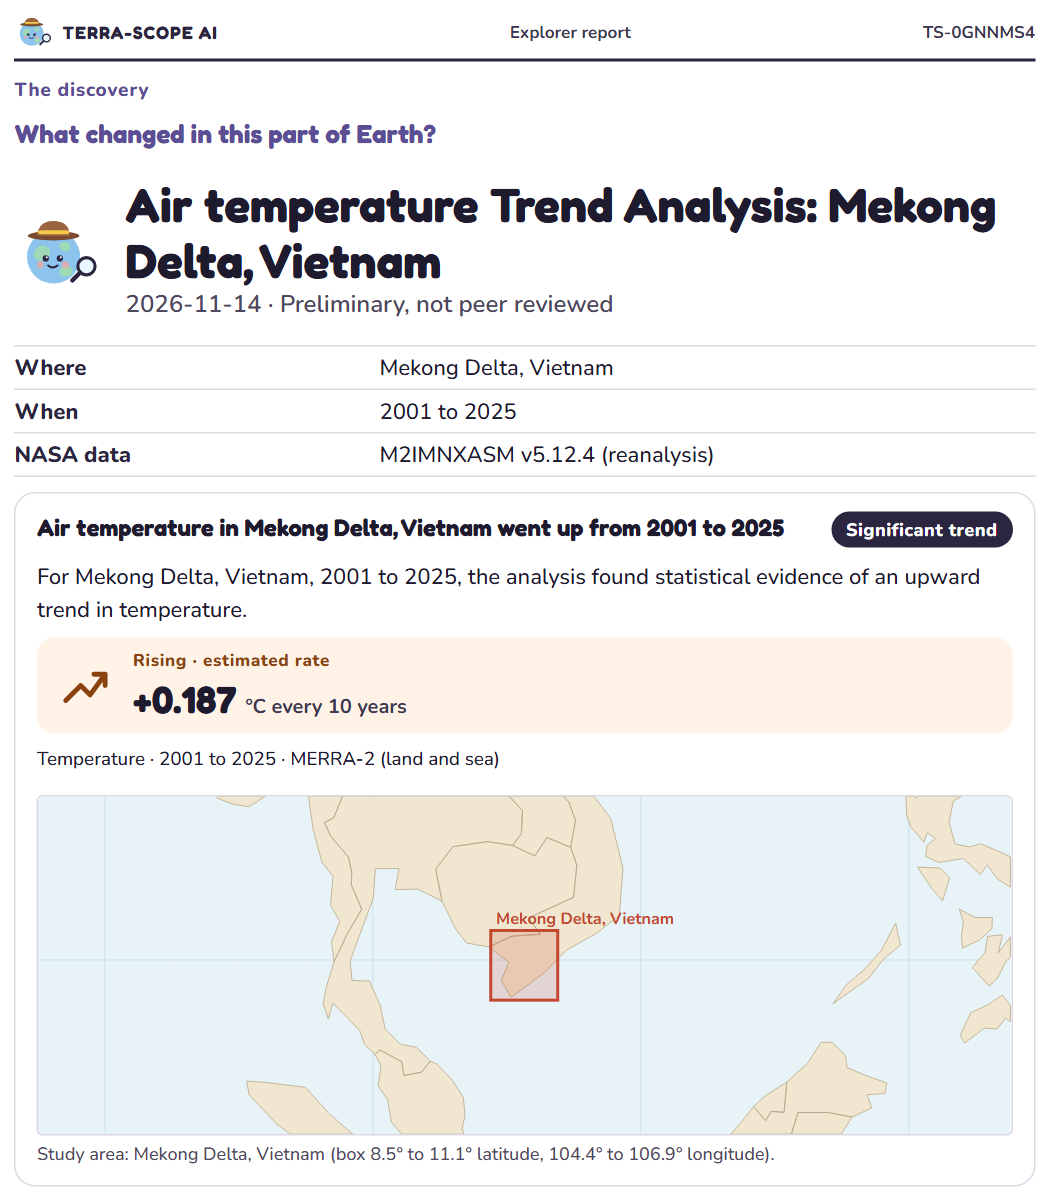 TERRA-SCOPE AI
Explorer report
TS-0GNNMS4
The discovery
What changed in this part of Earth?
Air temperature Trend Analysis: Mekong
Delta, Vietnam
2026-11-14 · Preliminary, not peer reviewed
Where
Mekong Delta, Vietnam
When
2001 to 2025
NASA data
M2IMNXASM v5.12.4 (reanalysis)
Air temperature in Mekong Delta, Vietnam went up from 2001 to 2025
Significant trend
For Mekong Delta, Vietnam, 2001 to 2025, the analysis found statistical evidence of an upward
trend in temperature.
Rising · estimated rate
+0.187 °C every 10 years
Temperature · 2001 to 2025 · MERRA-2 (land and sea)
Mekong Delta, Vietnam
Study area: Mekong Delta, Vietnam (box 8.5° to 11.1° latitude, 104.4° to 106.9° longitude).